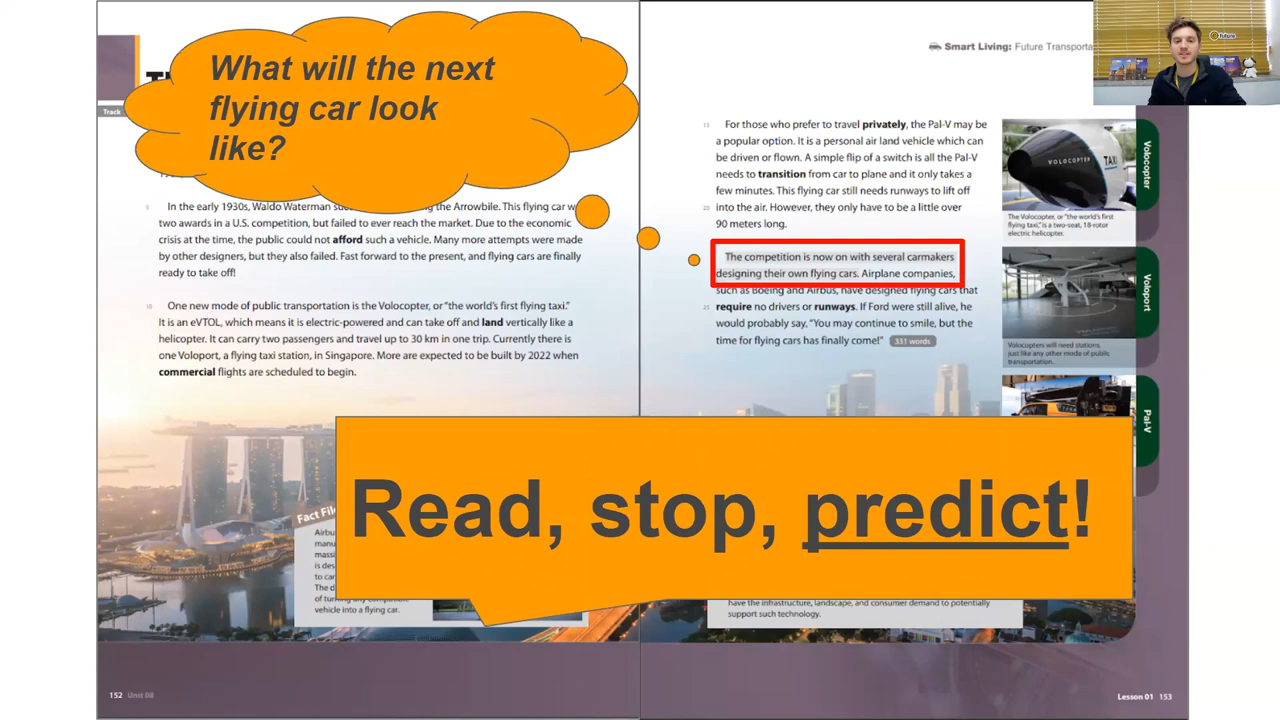 What will the next
flying car look
like?
Track
In the early 1930s, Waldo Waterman the Arrowbile. This flying car
two awards in a U.S. competition, but failed to ever reach the market. Due to the economic
crisis at the time, the public could not afford such a vehicle. Many more attempts were made
by other designers, but they also failed. Fast forward to the present, and flying cars are finally
ready to take off!
10 One new mode of public transportation is the Volocopter, or "the world's first flying taxi."
It is an eVTOL, which means it is electric-powered and can take off and land vertically like a
helicopter. It can carry two passengers and travel up to 30 km in one trip. Currently there is
one Voloport, a flying taxi station, in Singapore. More are expected to be built by 2022 when
commercial flights are scheduled to begin.
Fact File
Airbu
manu
massi
is des
to car
The d
of turning any compatible
vehicle into a flying car.
152 Unit 08
Smart Living: Future Transporta
future
15 For those who prefer to travel privately, the Pal-V may be
a popular option. It is a personal air land vehicle which can
be driven or flown. A simple flip of a switch is all the Pal-V
needs to transition from car to plane and it only takes a
few minutes. This flying car still needs runways to lift off
20 into the air. However, they only have to be a little over
90 meters long.
The competition is now on with several carmakers
designing their own flying cars. Airplane companies,
such as Boeing and Airbus, have designed flying cars that
25 require no drivers or runways. If Ford were still alive, he
would probably say, "You may continue to smile, but the
time for flying cars has finally come!" 331 words
VOLOCOPTER TAXI
Volocopter
The Volocopter, or "the world's first
flying taxi", is a two-seat, 18-rotor
electric helicopter.
Voloport
Volocopters will need stations,
just like any other mode of public
transportation.
Pal-V
Read, stop, predict!
have the infrastructure, landscape, and consumer demand to potentially
support such technology.
Lesson 01 153